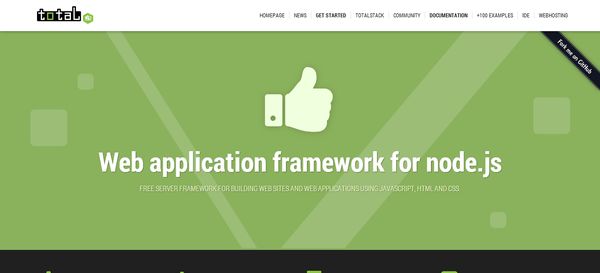 total
HOMEPAGE NEWS GET STARTED TOTALSTACK COMMUNITY DOCUMENTATION +100 EXAMPLES IDE WEBHOSTING
Fork me on GitHub
Web application framework for node.js
FREE SERVER FRAMEWORK FOR BUILDING WEB SITES AND WEB APPLICATIONS USING JAVASCRIPT, HTML AND CSS